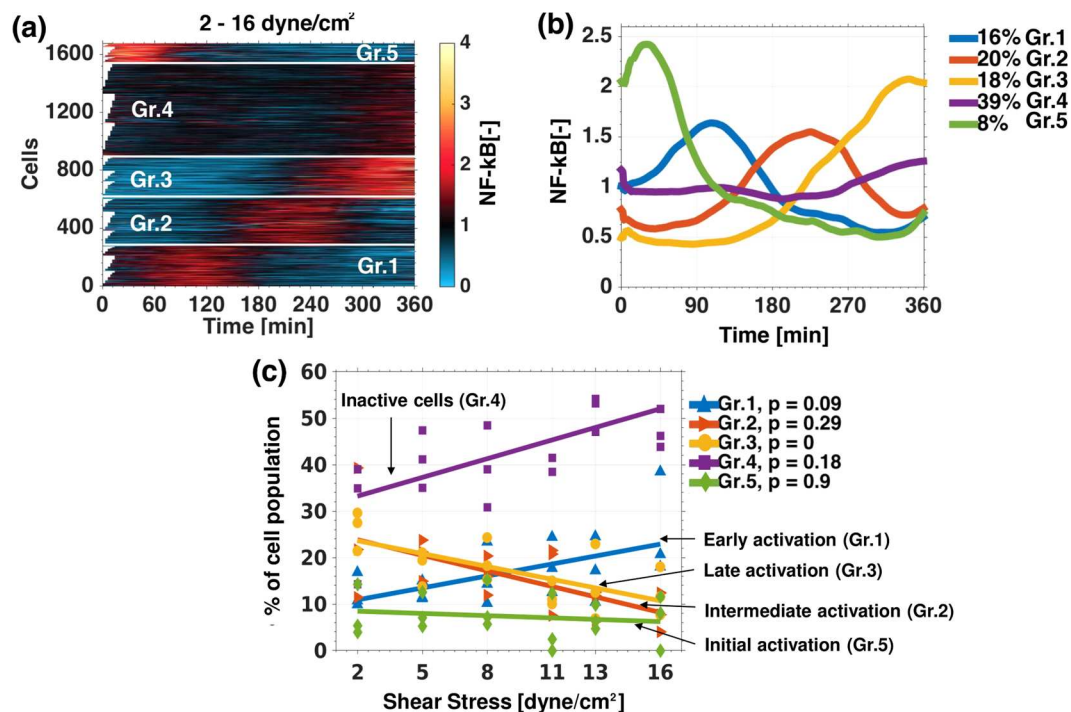 (a)
2 - 16 dyne/cm²
Cells
1600
1200
800
400
0
Gr.5
Gr.4
Gr.3
Gr.2
Gr.1
0 60 120 180 240 300 360
Time [min]
4
3
2
1
0
NF-kB[-]
(b)
NF-kB[-]
2.5
2
1.5
1
0.5
0
0 90 180 270 360
Time [min]
16% Gr.1
20% Gr.2
18% Gr.3
39% Gr.4
8% Gr.5
(c)
% of cell population
60
50
40
30
20
10
0
Inactive cells (Gr.4)
2 5 8 11 13 16
Shear Stress [dyne/cm²]
Gr.1, p = 0.09
Gr.2, p = 0.29
Gr.3, p = 0
Gr.4, p = 0.18
Gr.5, p = 0.9
Early activation (Gr.1)
Late activation (Gr.3)
Intermediate activation (Gr.2)
Initial activation (Gr.5)